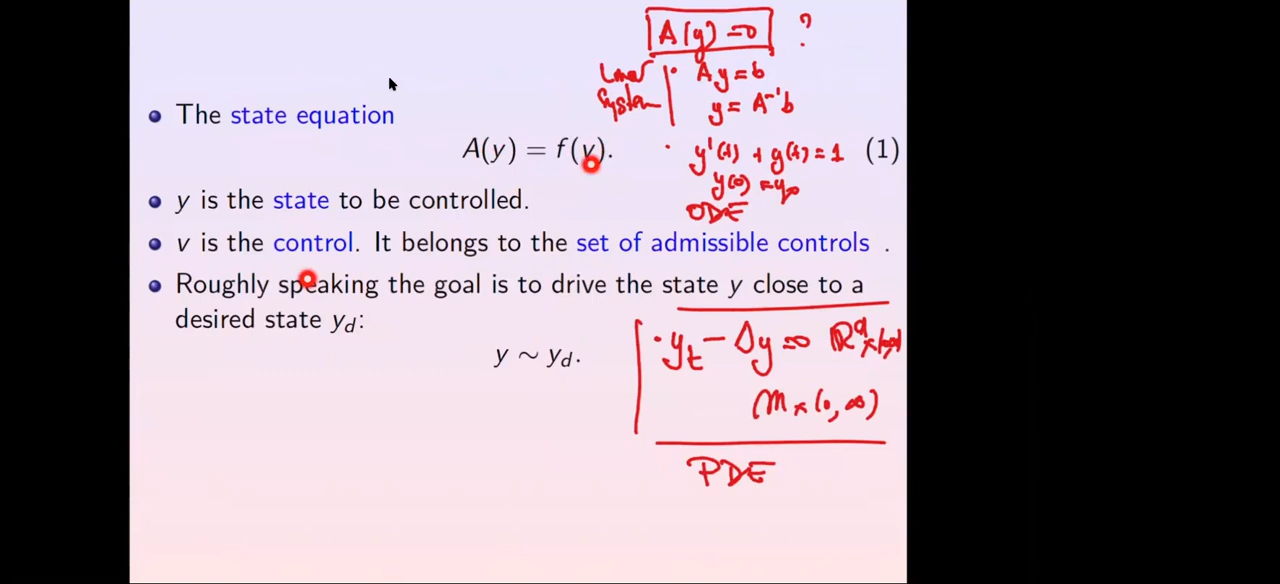 A(y) = 0 ?
Linear System
• Ay = b
y = A⁻¹b
• The state equation
A(y) = f(v). (1)
• y'(t) + y(t) = 1
y(0) = y₀
ODE
• y is the state to be controlled.
• v is the control. It belongs to the set of admissible controls .
• Roughly speaking the goal is to drive the state y close to a
desired state y_d:
y ∼ y_d.
• y_t − Δy = 0 ℝᵈ×(0,∞)
M×(0,∞)
PDE